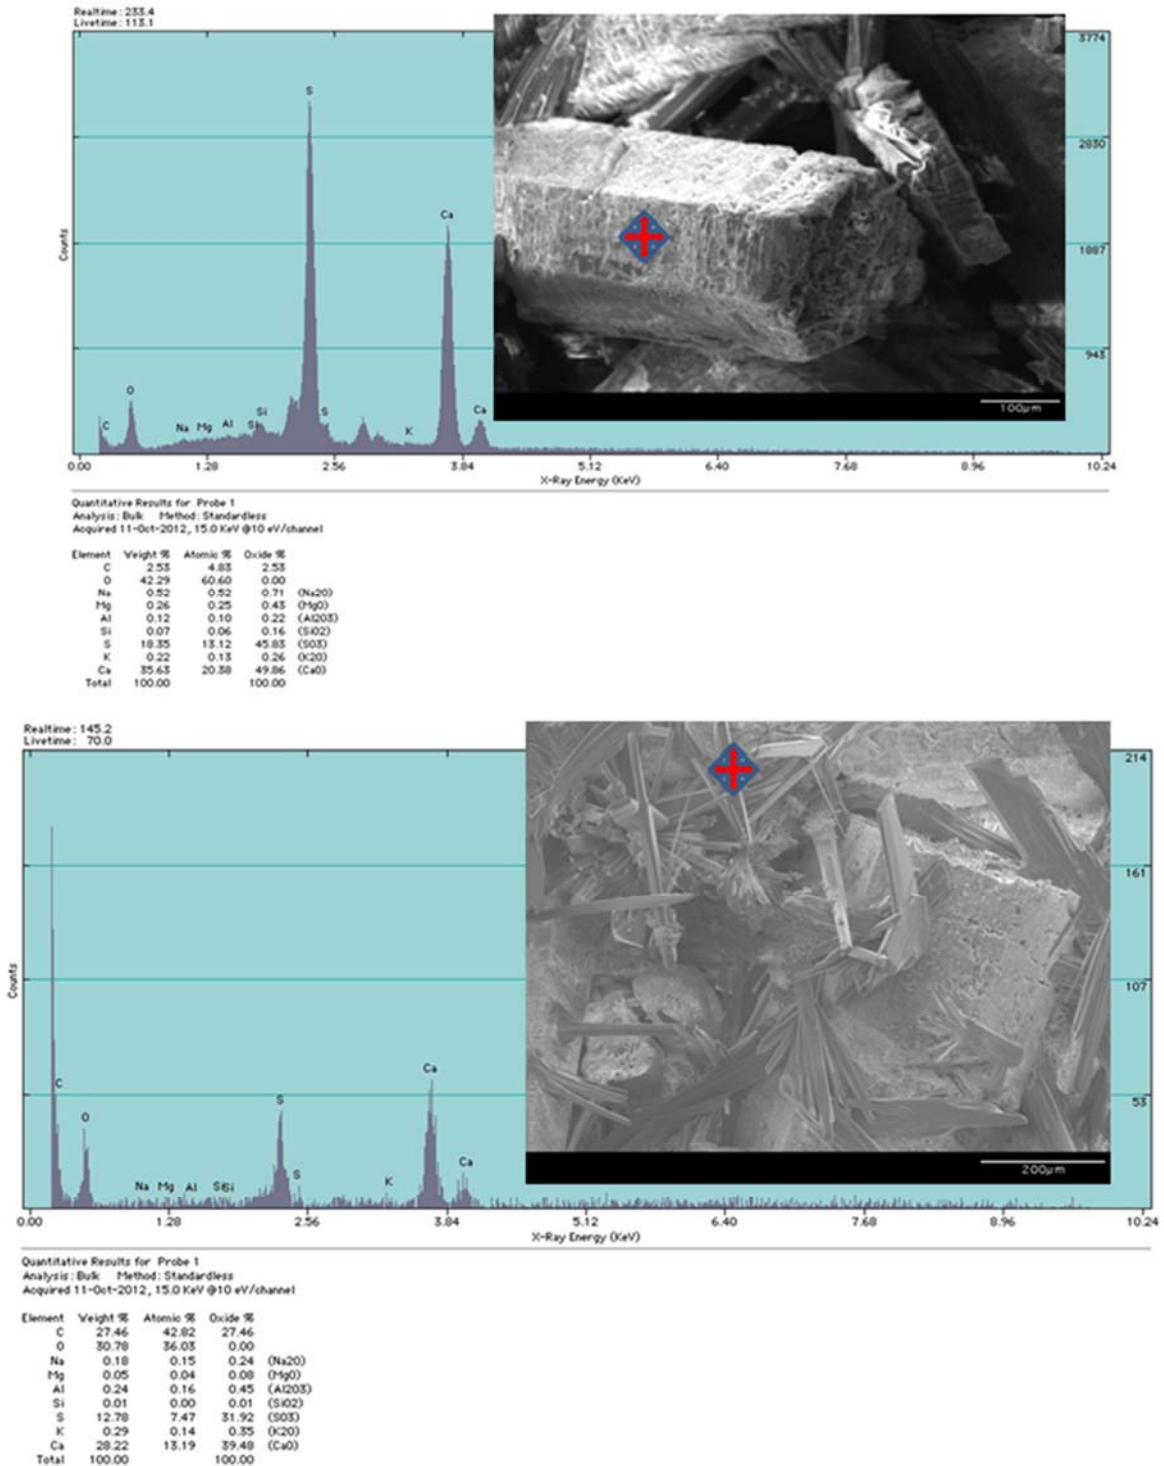 Realtime: 233.4
Livetime: 113.1
3774
2830
1887
943
Counts
S
Ca
O
C
Na Mg Al Si Si
S
K
Ca
100µm
0.00 1.28 2.56 3.84 5.12 6.40 7.68 8.96 10.24
X-Ray Energy (KeV)
Quantitative Results for Probe 1
Analysis: Bulk Method: Standardless
Acquired 11-Oct-2012, 15.0 KeV @10 eV/channel
Element Weight % Atomic % Oxide %
C 2.53 4.83 2.53
O 42.29 60.60 0.00
Na 0.52 0.52 0.71 (Na2O)
Mg 0.26 0.25 0.43 (MgO)
Al 0.12 0.10 0.22 (Al2O3)
Si 0.07 0.06 0.16 (SiO2)
S 18.35 13.12 45.83 (SO3)
K 0.22 0.13 0.26 (K2O)
Ca 35.63 20.38 49.86 (CaO)
Total 100.00 100.00
Realtime: 145.2
Livetime: 70.0
214
161
107
53
Counts
C
O
Na Mg Al Si Si
S
S
K
Ca
Ca
200µm
0.00 1.28 2.56 3.84 5.12 6.40 7.68 8.96 10.24
X-Ray Energy (KeV)
Quantitative Results for Probe 1
Analysis: Bulk Method: Standardless
Acquired 11-Oct-2012, 15.0 KeV @10 eV/channel
Element Weight % Atomic % Oxide %
C 27.46 42.82 27.46
O 30.78 36.03 0.00
Na 0.18 0.15 0.24 (Na2O)
Mg 0.05 0.04 0.08 (MgO)
Al 0.24 0.16 0.45 (Al2O3)
Si 0.01 0.00 0.01 (SiO2)
S 12.78 7.47 31.92 (SO3)
K 0.29 0.14 0.35 (K2O)
Ca 28.22 13.19 39.48 (CaO)
Total 100.00 100.00